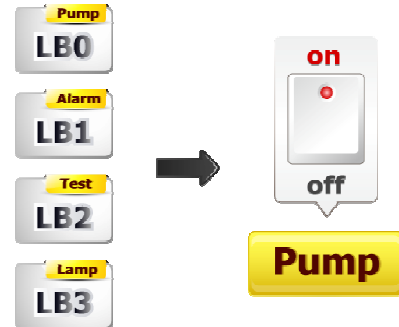 Pump
LB0
Alarm
LB1
Test
LB2
Lamp
LB3
on
off
Pump